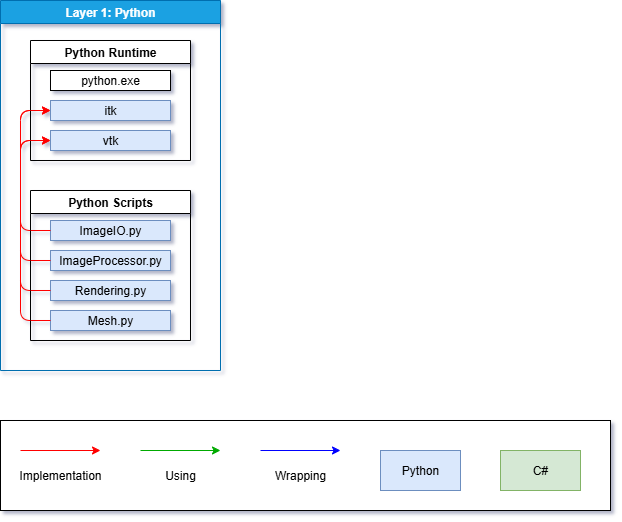 Layer 1: Python
Python Runtime
python.exe
itk
vtk
Python Scripts
ImageIO.py
ImageProcessor.py
Rendering.py
Mesh.py
Implementation
Using
Wrapping
Python
C#